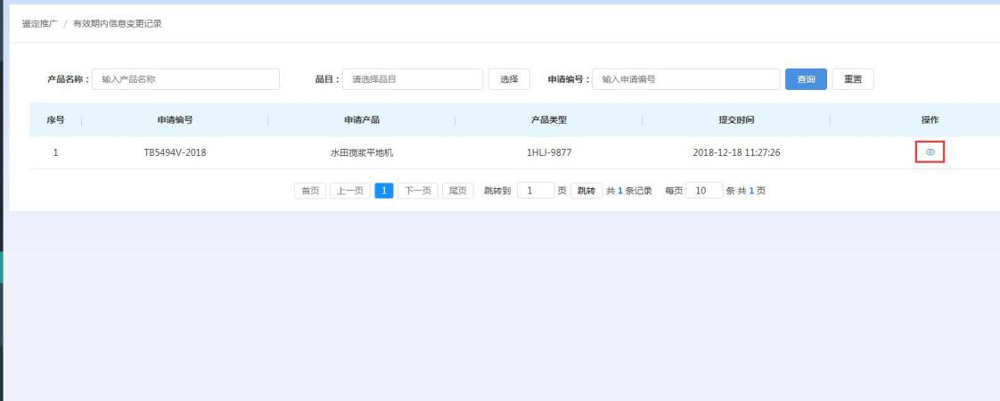 鉴定推广 / 有效期内信息变更记录
产品名称： 输入产品名称 品目： 请选择品目 选择 申请编号： 输入申请编号 查询 重置
序号 申请编号 申请产品 产品类型 提交时间 操作
1 TB5494V-2018 水田搅浆平地机 1HLJ-9877 2018-12-18 11:27:26
首页 上一页 1 下一页 尾页 跳转到 1 页 跳转 共 1 条记录 每页 10 条 共 1 页